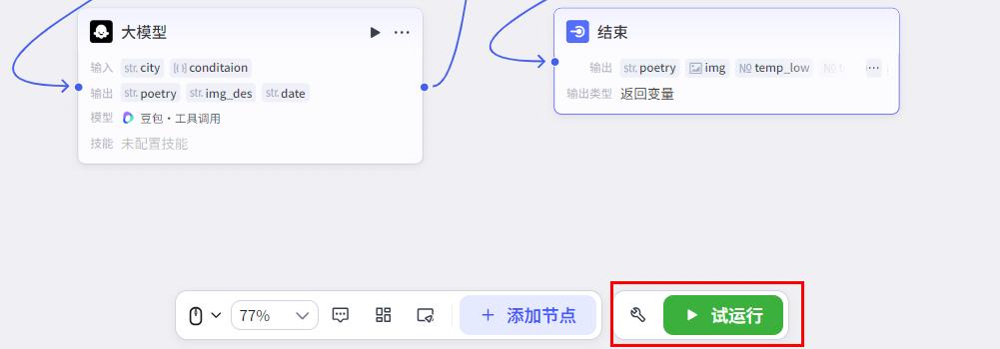 大模型
输入 str. city [()] conditaion
输出 str. poetry str. img_des str. date
模型 豆包·工具调用
技能 未配置技能
结束
输出 str. poetry img № temp_low № t ...
输出类型 返回变量
77%
+ 添加节点
试运行